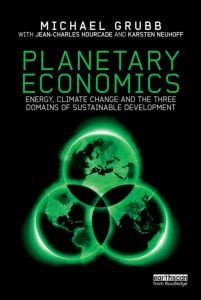 MICHAEL GRUBB
WITH JEAN-CHARLES HOURCADE AND KARSTEN NEUHOFF
PLANETARY
ECONOMICS
ENERGY, CLIMATE CHANGE AND THE THREE
DOMAINS OF SUSTAINABLE DEVELOPMENT
earthscan
from Routledge